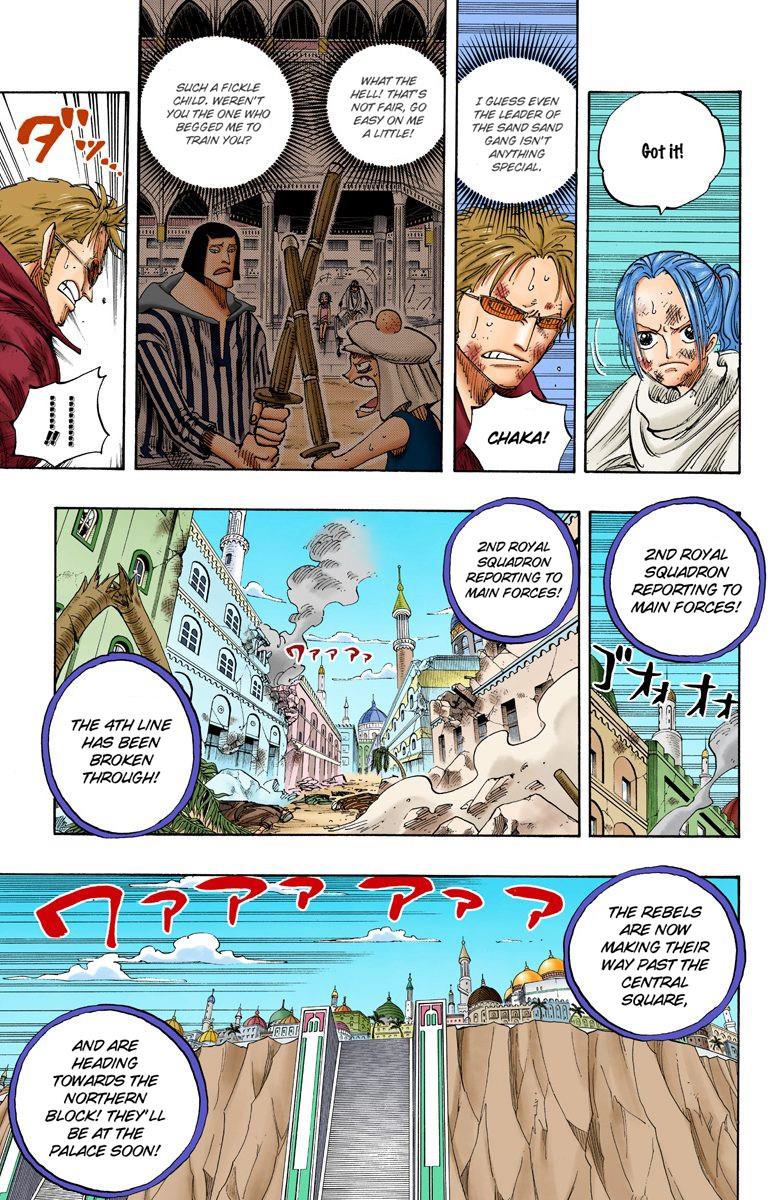 Got it!
I GUESS EVEN
THE LEADER OF
THE SAND SAND
GANG ISN'T
ANYTHING
SPECIAL.
CHAKA!
WHAT THE
HELL! THAT'S
NOT FAIR, GO
EASY ON ME
A LITTLE!
SUCH A FICKLE
CHILD. WEREN'T
YOU THE ONE WHO
BEGGED ME TO
TRAIN YOU?
ダッ...
......!!
2ND ROYAL
SQUADRON
REPORTING TO
MAIN FORCES!
ゴォォォォ
2ND ROYAL
SQUADRON
REPORTING TO
MAIN FORCES!
ワァァァァ
THE 4TH LINE
HAS BEEN
BROKEN
THROUGH!
THE REBELS
ARE NOW
MAKING THEIR
WAY PAST THE
CENTRAL
SQUARE,
ワァァァァァァ
AND ARE
HEADING
TOWARDS THE
NORTHERN
BLOCK! THEY'LL
BE AT THE
PALACE SOON!